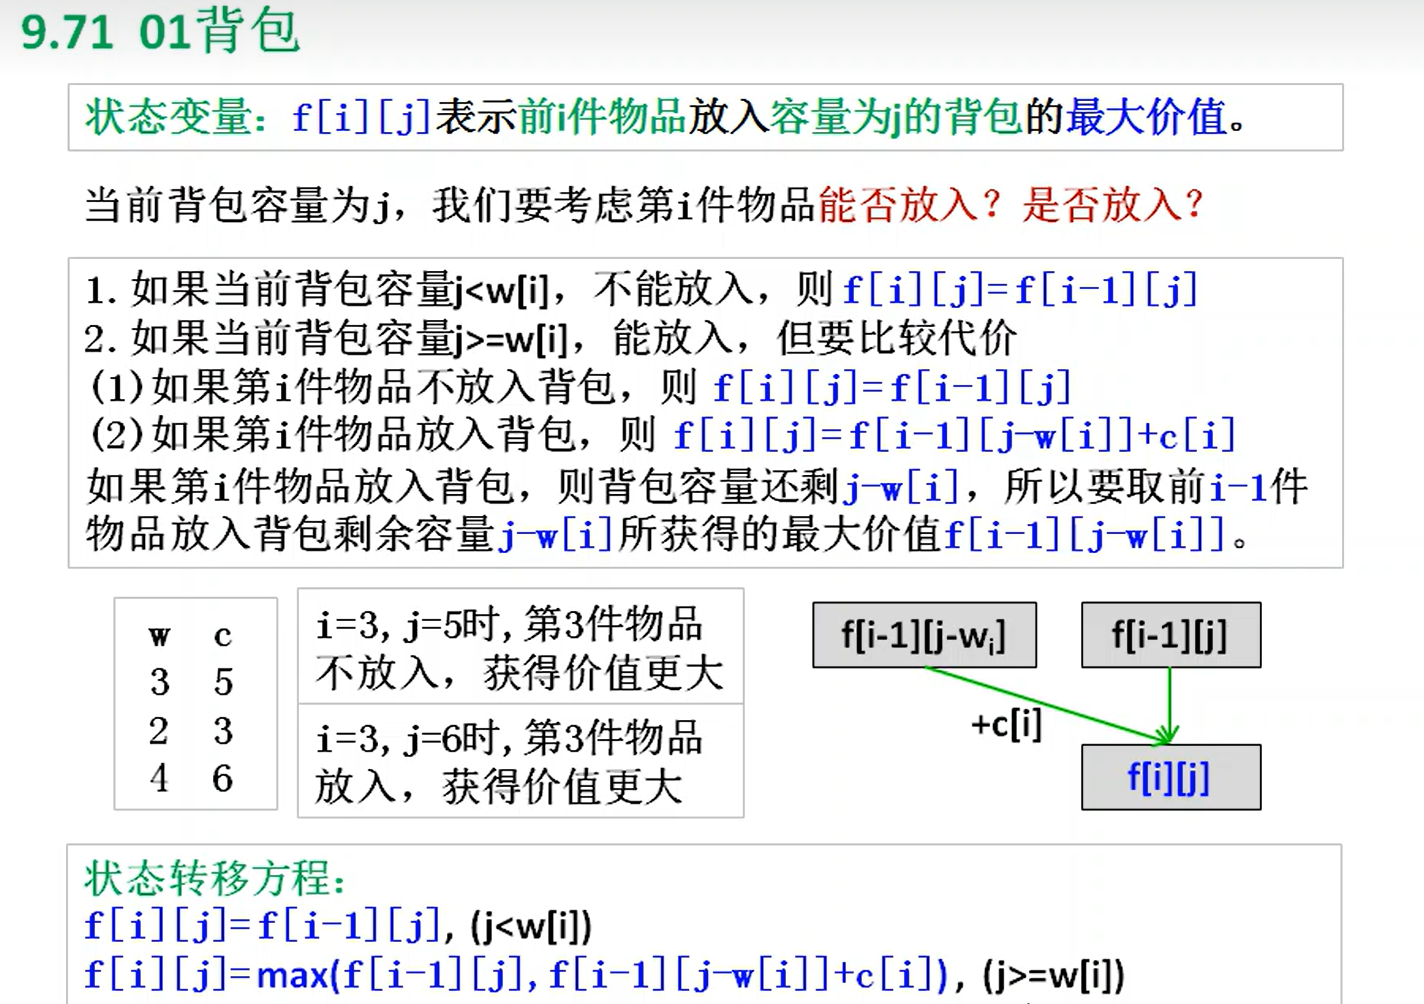 9.71 01背包
状态变量：f[i][j]表示前i件物品放入容量为j的背包的最大价值。
当前背包容量为j，我们要考虑第i件物品能否放入？是否放入？
1. 如果当前背包容量j<w[i]，不能放入，则 f[i][j]=f[i-1][j]
2. 如果当前背包容量j>=w[i]，能放入，但要比较代价
(1)如果第i件物品不放入背包，则 f[i][j]=f[i-1][j]
(2)如果第i件物品放入背包，则 f[i][j]=f[i-1][j-w[i]]+c[i]
如果第i件物品放入背包，则背包容量还剩j-w[i]，所以要取前i-1件
物品放入背包剩余容量j-w[i]所获得的最大价值f[i-1][j-w[i]]。
w c
3 5
2 3
4 6
i=3，j=5时，第3件物品
不放入，获得价值更大
i=3，j=6时，第3件物品
放入，获得价值更大
f[i-1][j-wi]
f[i-1][j]
+c[i]
f[i][j]
状态转移方程：
f[i][j]=f[i-1][j]，(j<w[i])
f[i][j]=max(f[i-1][j],f[i-1][j-w[i]]+c[i])，(j>=w[i])